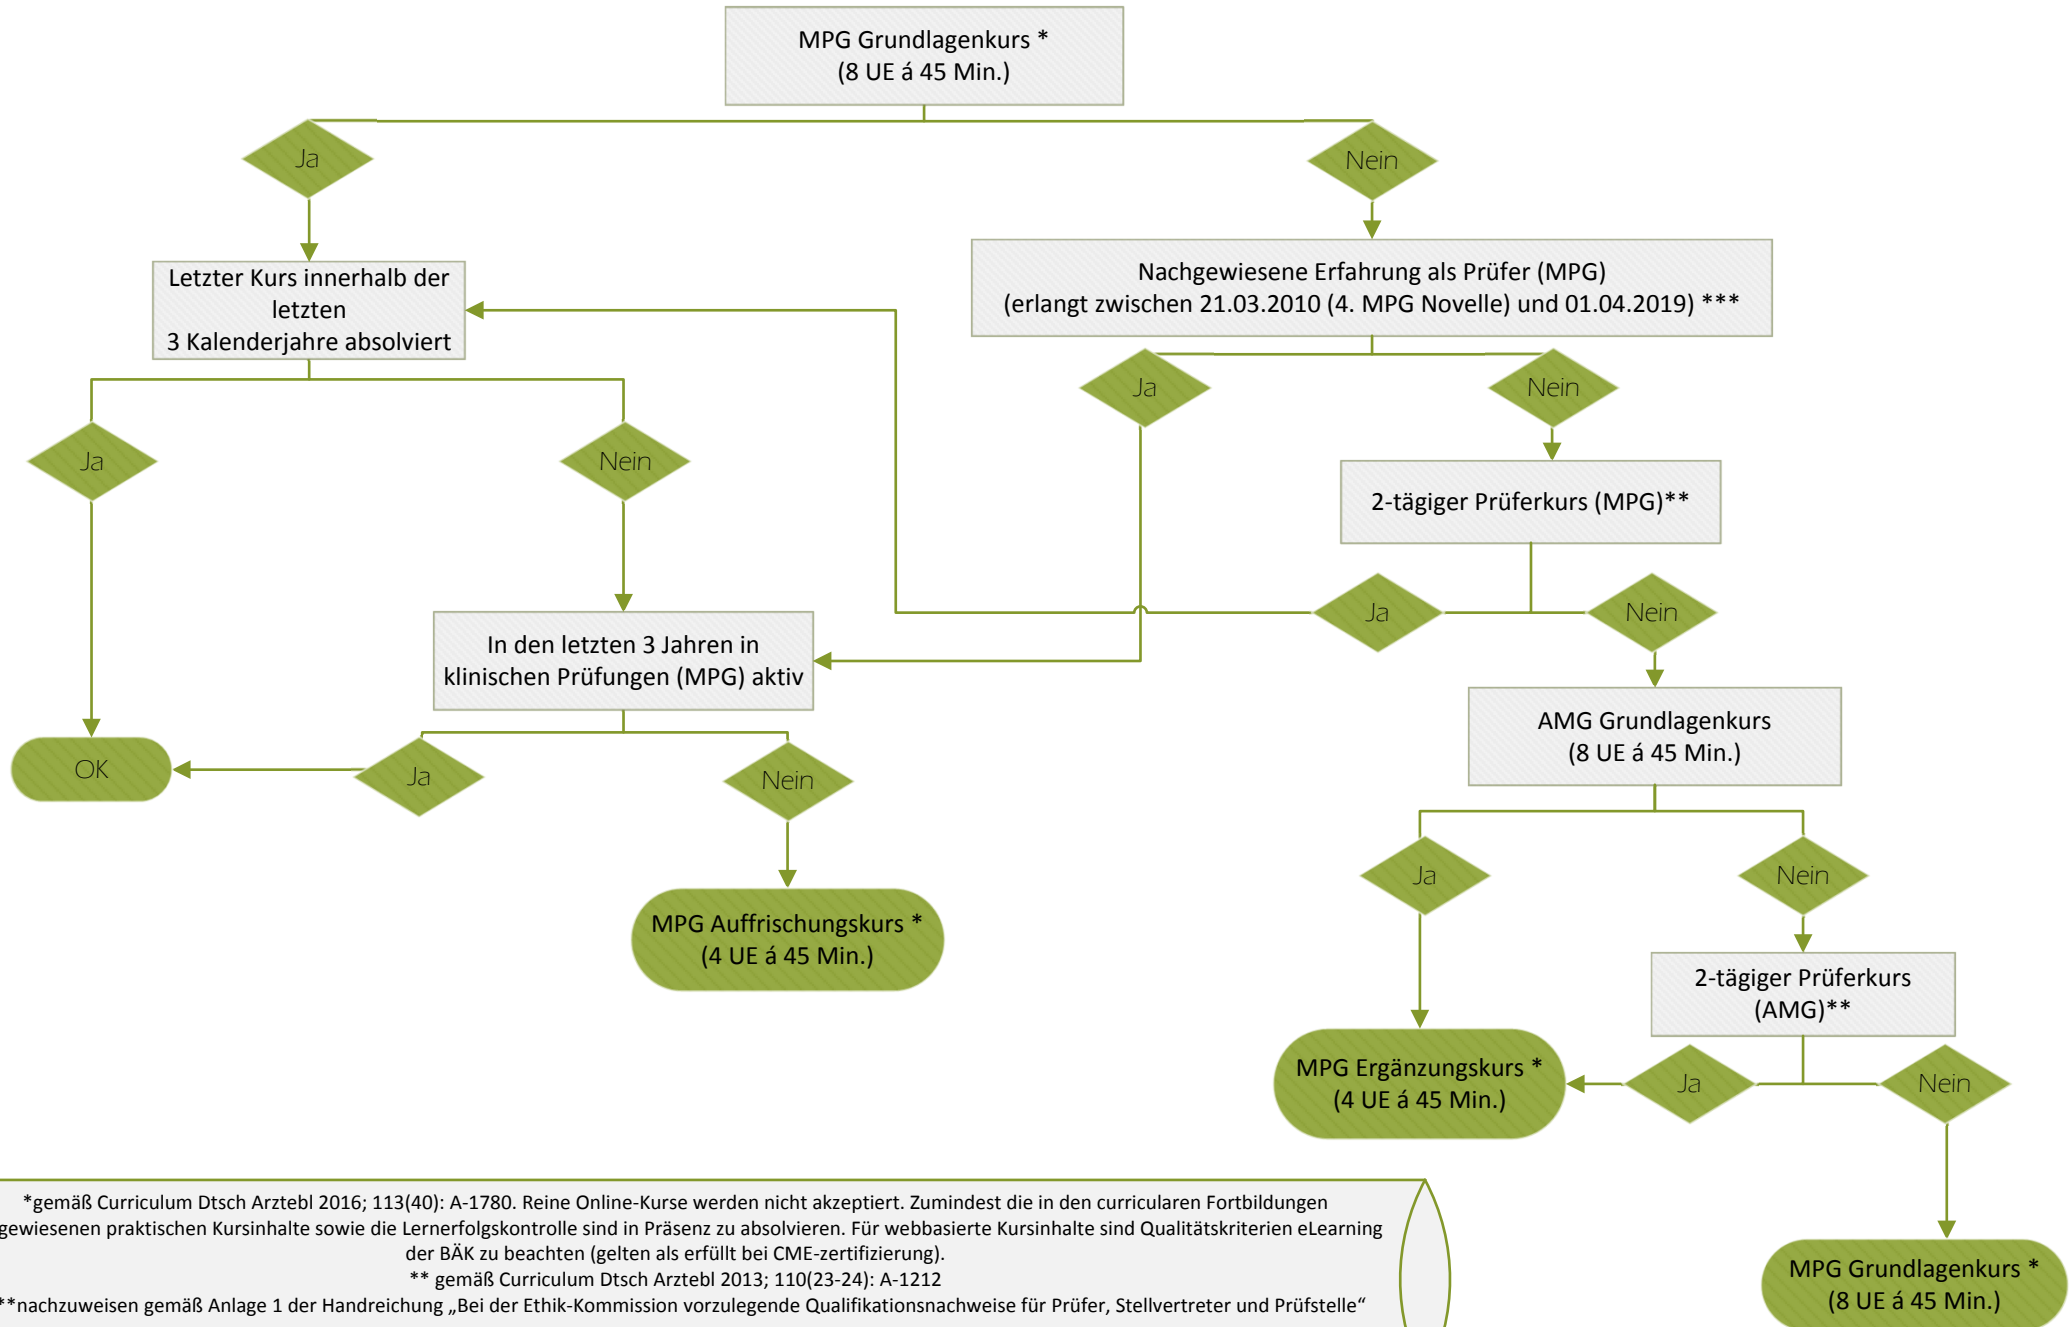 MPG Grundlagenkurs *
(8 UE á 45 Min.)
Ja
Nein
Letzter Kurs innerhalb der
letzten
3 Kalenderjahre absolviert
Nachgewiesene Erfahrung als Prüfer (MPG)
(erlangt zwischen 21.03.2010 (4. MPG Novelle) und 01.04.2019) ***
Ja
Nein
Ja
Nein
2-tägiger Prüferkurs (MPG)**
Ja
Nein
In den letzten 3 Jahren in
klinischen Prüfungen (MPG) aktiv
AMG Grundlagenkurs
(8 UE á 45 Min.)
OK
Ja
Nein
Ja
Nein
MPG Auffrischungskurs *
(4 UE á 45 Min.)
2-tägiger Prüferkurs
(AMG)**
MPG Ergänzungskurs *
(4 UE á 45 Min.)
Ja
Nein
MPG Grundlagenkurs *
(8 UE á 45 Min.)
*gemäß Curriculum Dtsch Arztebl 2016; 113(40): A-1780. Reine Online-Kurse werden nicht akzeptiert. Zumindest die in den curricularen Fortbildungen
gewiesenen praktischen Kursinhalte sowie die Lernerfolgskontrolle sind in Präsenz zu absolvieren. Für webbasierte Kursinhalte sind Qualitätskriterien eLearning
der BÄK zu beachten (gelten als erfüllt bei CME-zertifizierung).
** gemäß Curriculum Dtsch Arztebl 2013; 110(23-24): A-1212
**nachzuweisen gemäß Anlage 1 der Handreichung „Bei der Ethik-Kommission vorzulegende Qualifikationsnachweise für Prüfer, Stellvertreter und Prüfstelle“